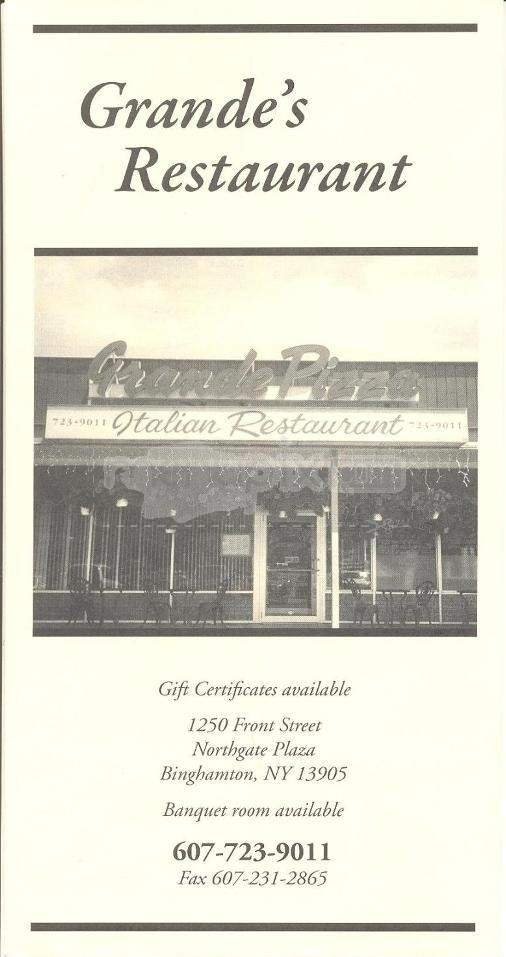 Grande's
Restaurant
Grande Pizza
723-9011 Italian Restaurant 723-9011
Gift Certificates available
1250 Front Street
Northgate Plaza
Binghamton, NY 13905
Banquet room available
607-723-9011
Fax 607-231-2865